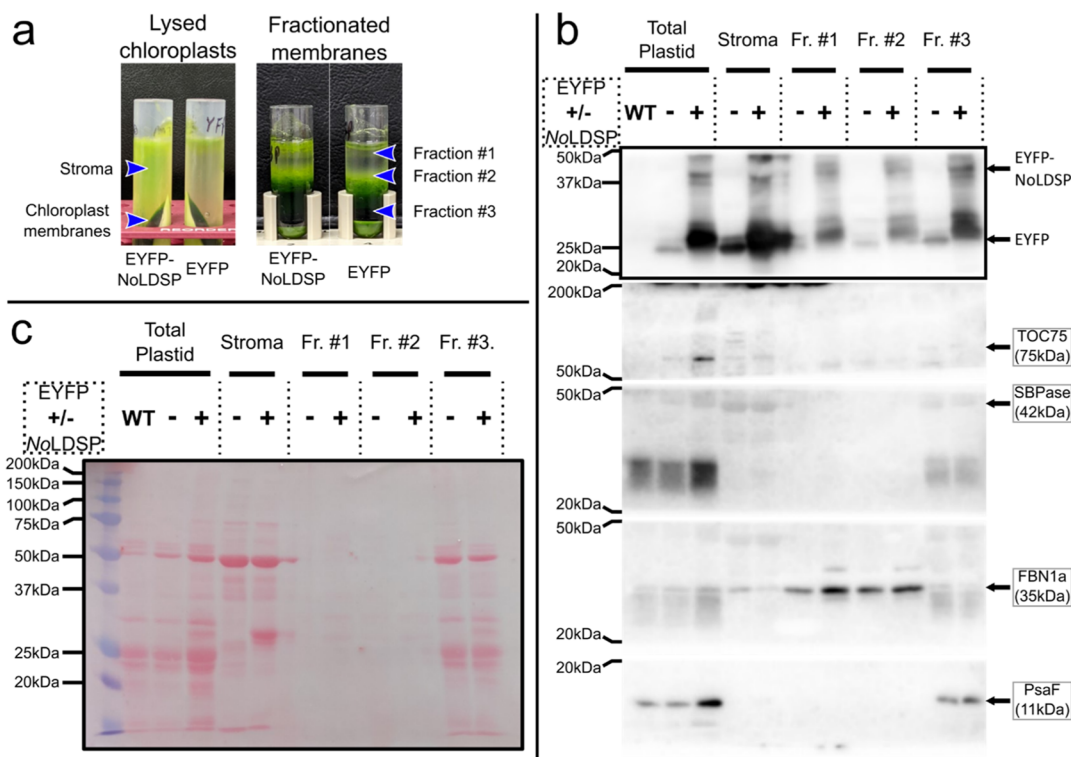 a
Lysed
chloroplasts
Fractionated
membranes
Stroma
Chloroplast
membranes
Fraction #1
Fraction #2
Fraction #3
EYFP-
NoLDSP
EYFP
EYFP-
NoLDSP
EYFP
b
Total
Plastid
Stroma
Fr. #1
Fr. #2
Fr. #3
EYFP
+/-
NoLDSP
WT - + - + - + - + - +
50kDa
37kDa
25kDa
20kDa
EYFP-
NoLDSP
EYFP
200kDa
50kDa
TOC75
(75kDa)
50kDa
20kDa
SBPase
(42kDa)
50kDa
20kDa
FBN1a
(35kDa)
20kDa
PsaF
(11kDa)
c
Total
Plastid
Stroma
Fr. #1
Fr. #2
Fr. #3.
EYFP
+/-
NoLDSP
WT - + - + - + - + - +
200kDa
150kDa
100kDa
75kDa
50kDa
37kDa
25kDa
20kDa